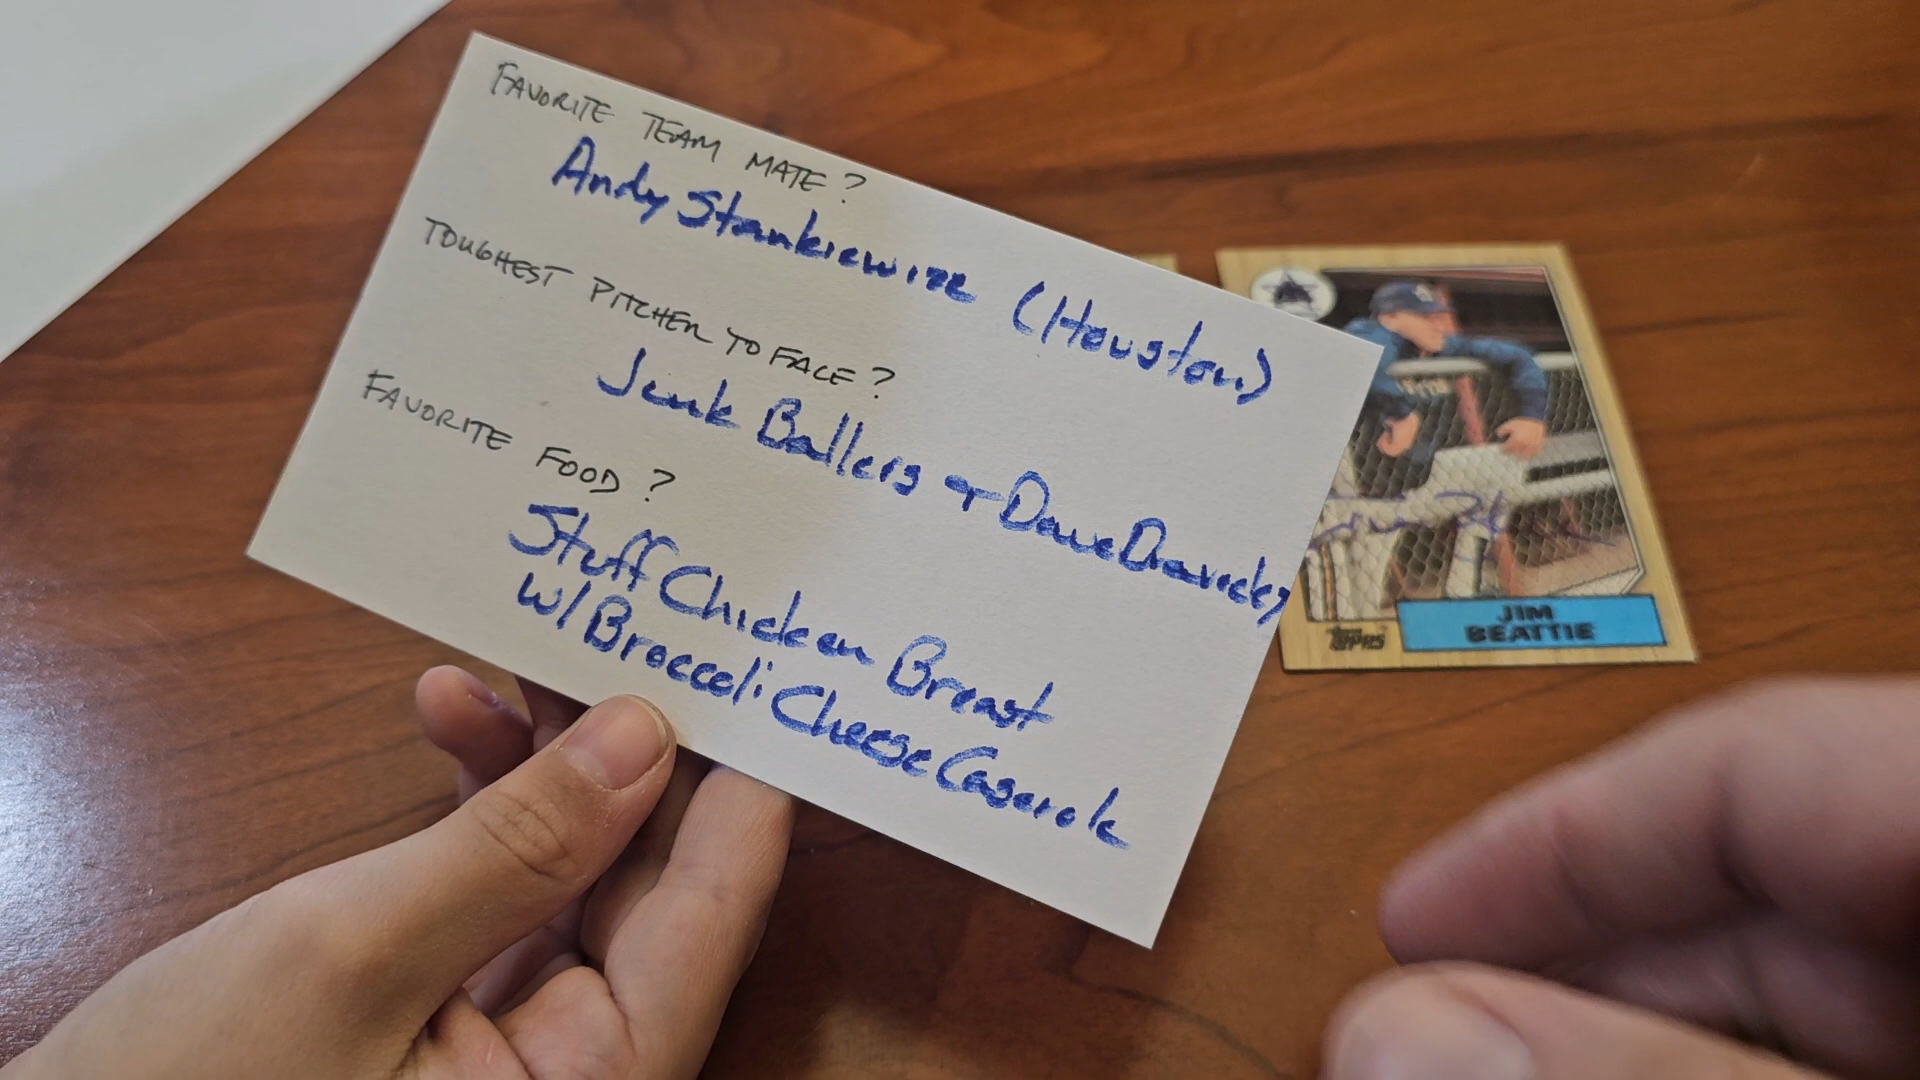 FAVORITE TEAM MATE?
Andy Stankiewize (Houston)
TOUGHEST PITCHER TO FACE?
Junk Ballers + Dave Dravecky
FAVORITE FOOD?
Stuff Chicken Breast
w/ Broccoli Cheese Caserole
topps
JIM
BEATTIE